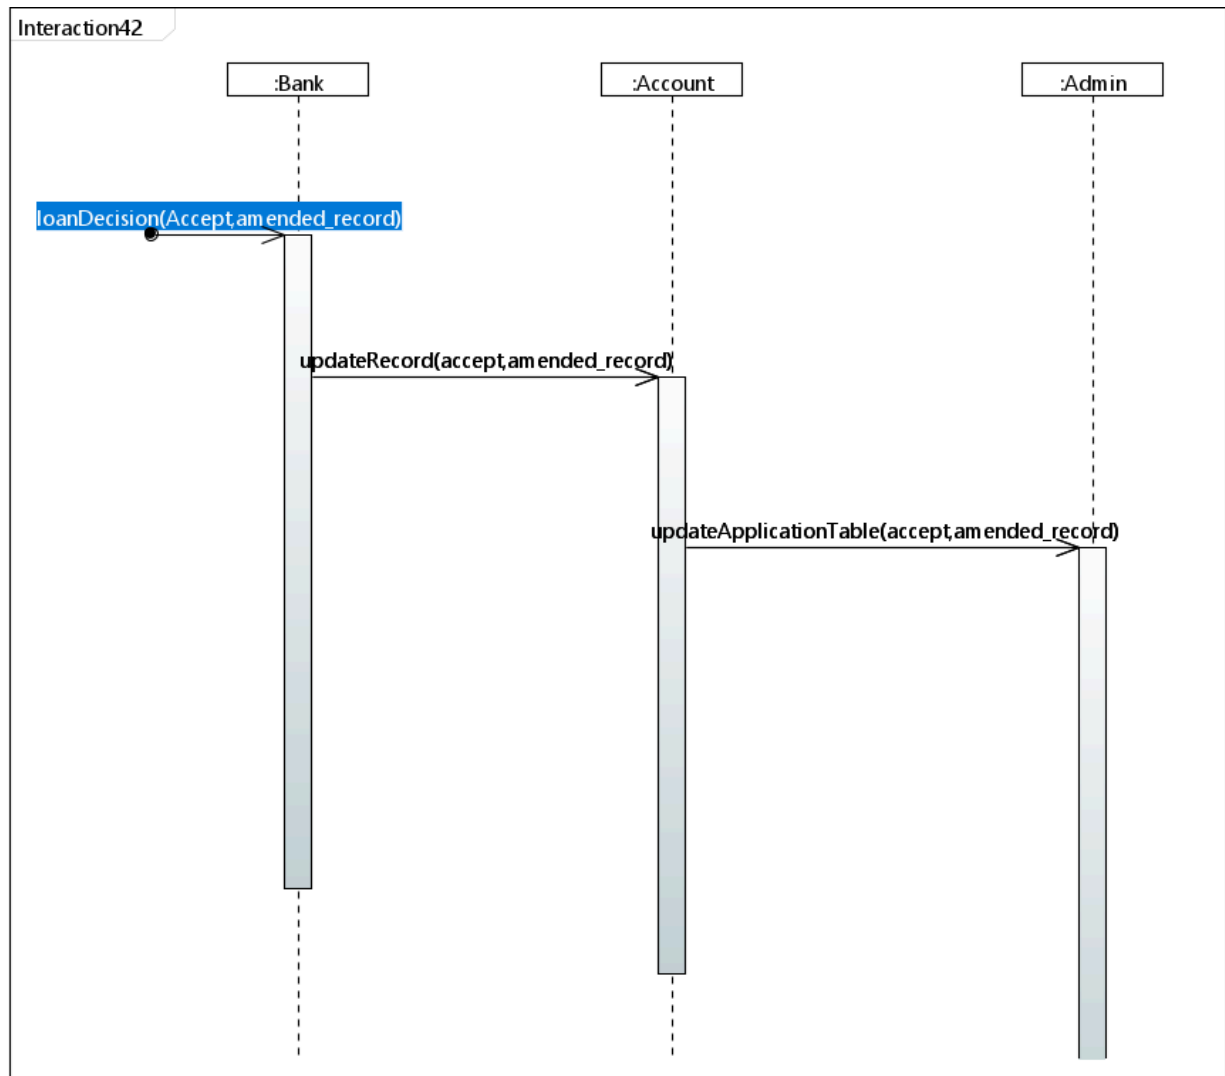 Interaction42
:Bank
:Account
:Admin
loanDecision(Accept,amended_record)
updateRecord(accept,amended_record)
updateApplicationTable(accept,amended_record)